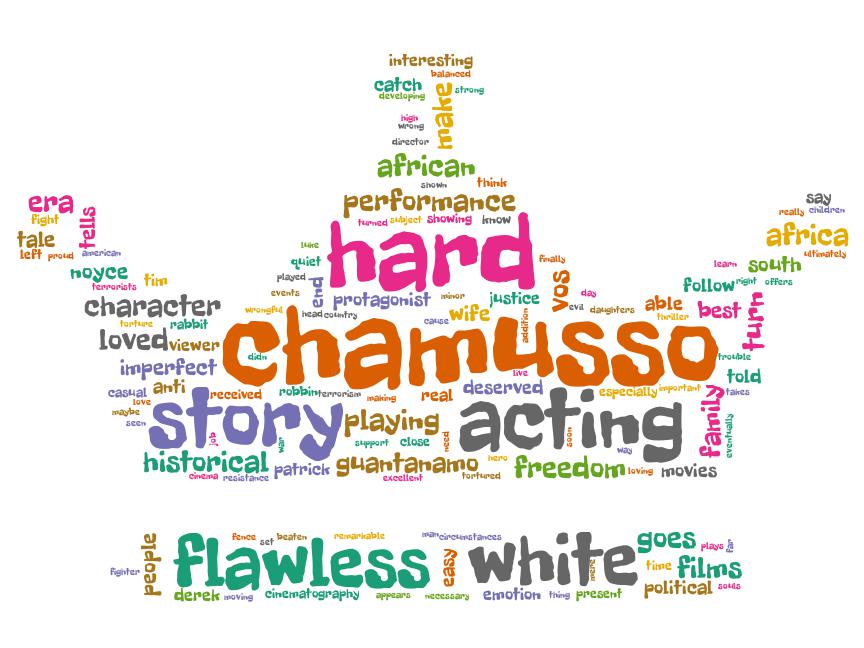 interesting
balanced
catch
developing
strong
make
high
wrong
director
african
shown
think
performance
turned
subject
showing
know
era
fight
tells
tale
left
proud
american
say
really
children
africa
ultimately
hard
luke
quiet
played
end
events
protagonist
minor
justice
finally
vos
day
evil
noyce
terrorists
tim
learn
south
follow
right
offers
character
torture
rabbit
wrongful
head
country
cause
wife
addition
daughters
able
thriller
best
turn
loved
viewer
chamusso
didn
trouble
imperfect
live
told
casual
anti
received
robbin
terrorism
making
real
deserved
especially
important
takes
love
maybe
seen
story
job
war
playing
support
close
need
acting
soon
way
family
eventually
historical
cinema
resistance
patrick
guantanamo
excellent
tortured
hero
freedom
loving
movies
people
fence
set
beaten
remarkable
man
circumstances
goes
plays
far
fighter
flawless
easy
white
mere
time
films
derek
moving
cinematography
appears
necessary
emotion
thing
present
political
souls